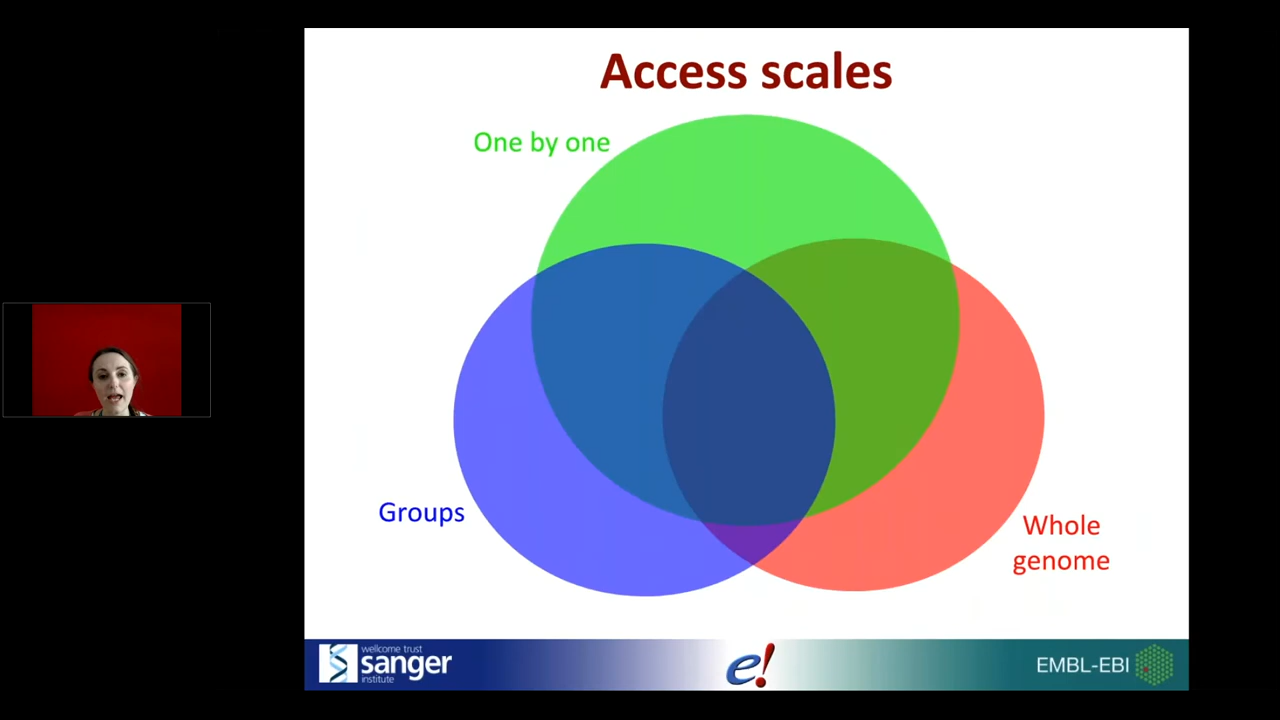 Access scales
One by one
Groups
Whole
genome
wellcome trust
sanger
institute
e!
EMBL-EBI